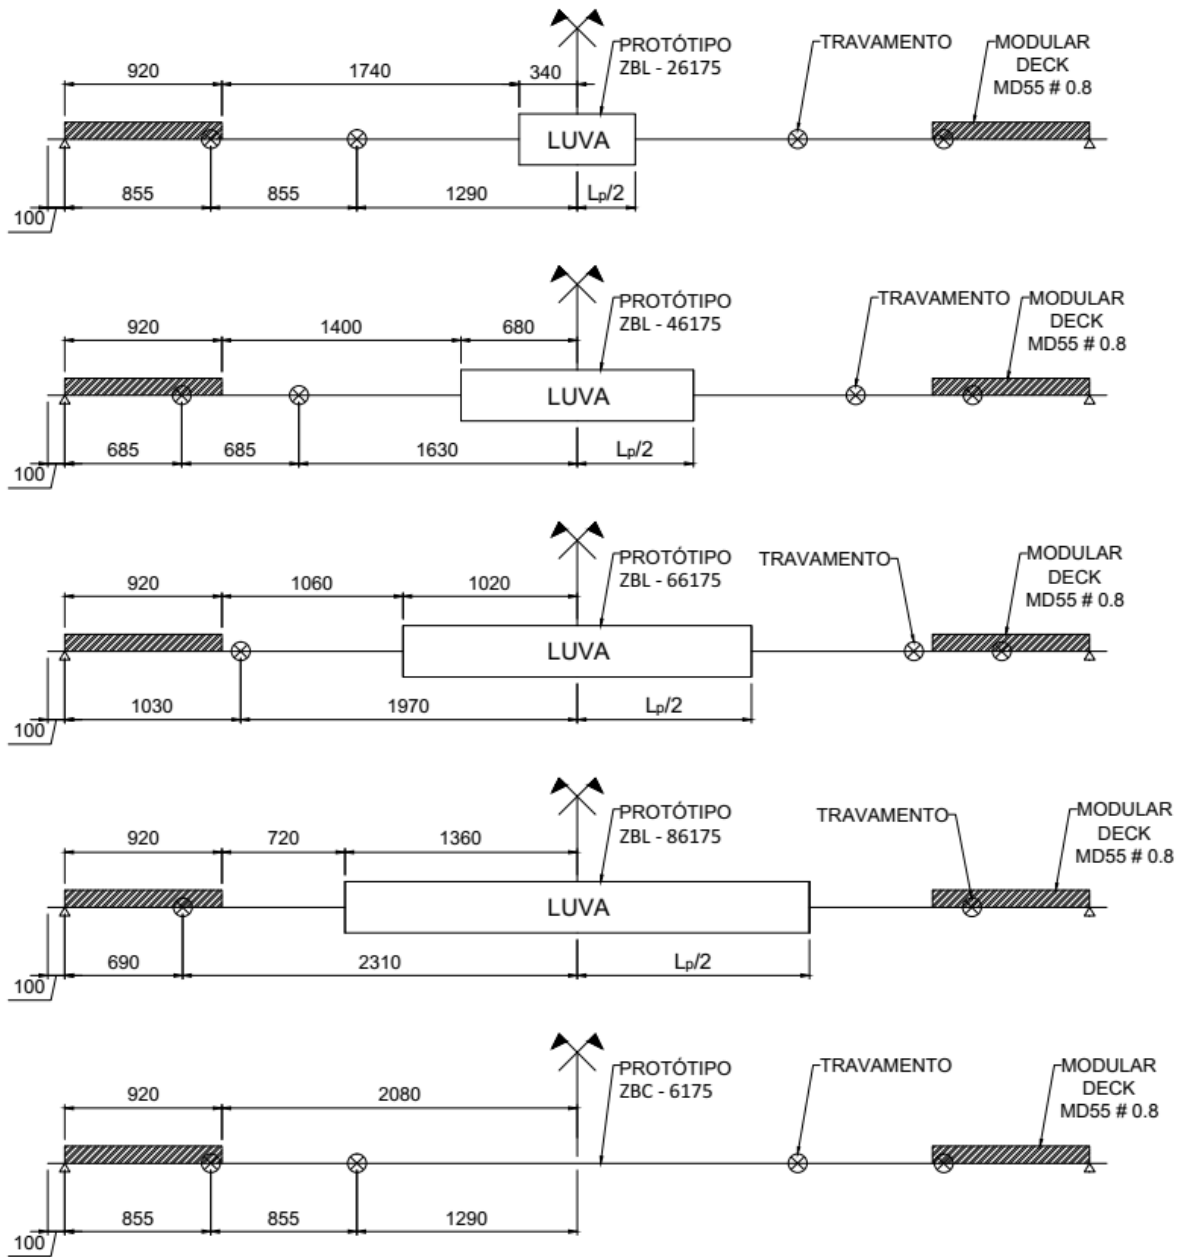 PROTÓTIPO
ZBL - 26175
TRAVAMENTO
MODULAR
DECK
MD55 # 0.8
920
1740
340
LUVA
855
855
1290
Lp/2
100
PROTÓTIPO
ZBL - 46175
TRAVAMENTO
MODULAR
DECK
MD55 # 0.8
920
1400
680
LUVA
685
685
1630
Lp/2
100
PROTÓTIPO
ZBL - 66175
TRAVAMENTO
MODULAR
DECK
MD55 # 0.8
920
1060
1020
LUVA
1030
1970
Lp/2
100
PROTÓTIPO
ZBL - 86175
TRAVAMENTO
MODULAR
DECK
MD55 # 0.8
920
720
1360
LUVA
690
2310
Lp/2
100
PROTÓTIPO
ZBC - 6175
TRAVAMENTO
MODULAR
DECK
MD55 # 0.8
920
2080
855
855
1290
100